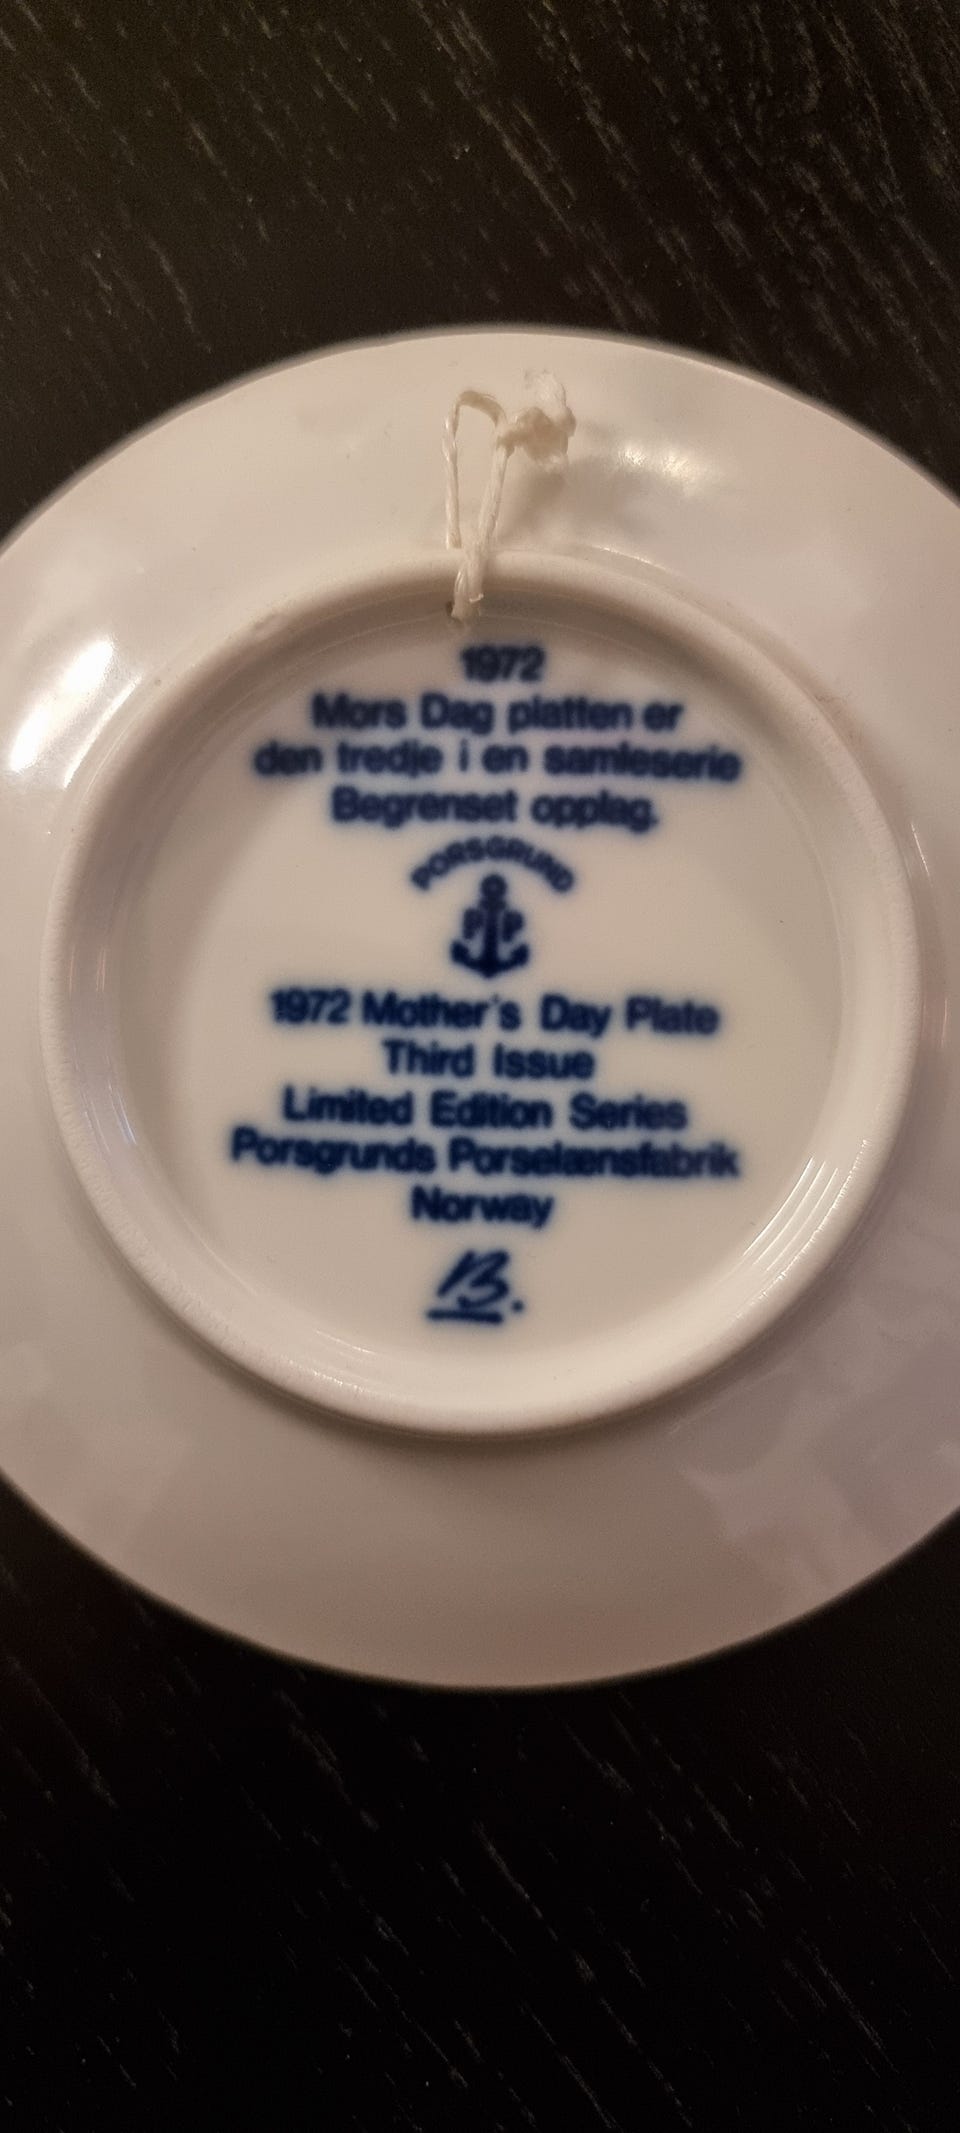 1972
Mors Dag platten er
den tredje i en samleserie
Begrenset opplag.
PORSGRUND
PP
1972 Mother's Day Plate
Third Issue
Limited Edition Series
Porsgrunds Porselænsfabrik
Norway
B.